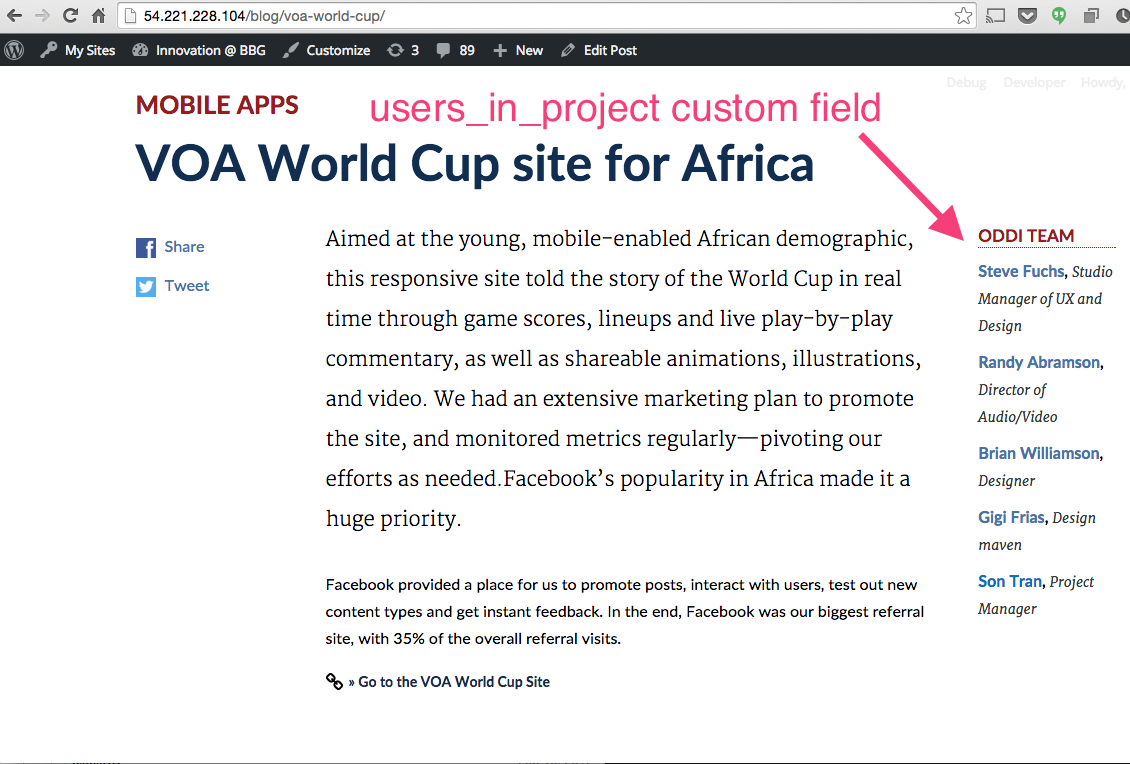 54.221.228.104/blog/voa-world-cup/
My Sites Innovation @ BBG Customize 3 89 New Edit Post
Debug Developer Howdy,
MOBILE APPS
users_in_project custom field
VOA World Cup site for Africa
Share
Tweet
Aimed at the young, mobile-enabled African demographic,
this responsive site told the story of the World Cup in real
time through game scores, lineups and live play-by-play
commentary, as well as shareable animations, illustrations,
and video. We had an extensive marketing plan to promote
the site, and monitored metrics regularly—pivoting our
efforts as needed.Facebook’s popularity in Africa made it a
huge priority.
Facebook provided a place for us to promote posts, interact with users, test out new
content types and get instant feedback. In the end, Facebook was our biggest referral
site, with 35% of the overall referral visits.
» Go to the VOA World Cup Site
ODDI TEAM
Steve Fuchs, Studio
Manager of UX and
Design
Randy Abramson,
Director of
Audio/Video
Brian Williamson,
Designer
Gigi Frias, Design
maven
Son Tran, Project
Manager